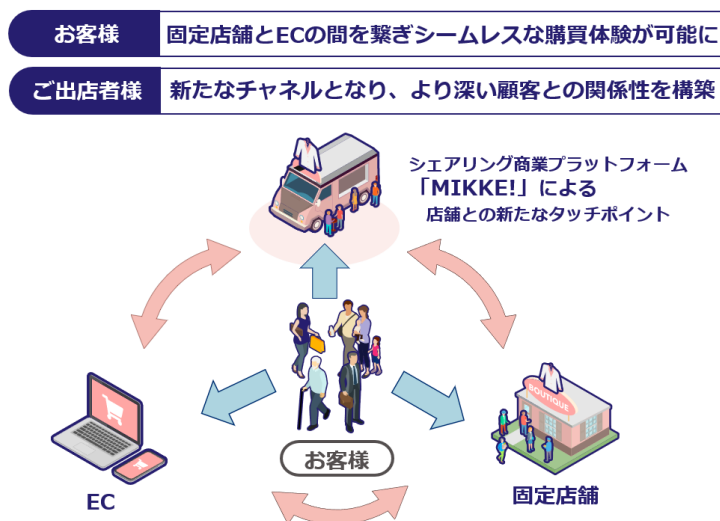 お客様 固定店舗とECの間を繋ぎシームレスな購買体験が可能に
ご出店者様 新たなチャネルとなり、より深い顧客との関係性を構築
シェアリング商業プラットフォーム
「MIKKE!」による
店舗との新たなタッチポイント
BOUTIQUE
お客様
EC
固定店舗